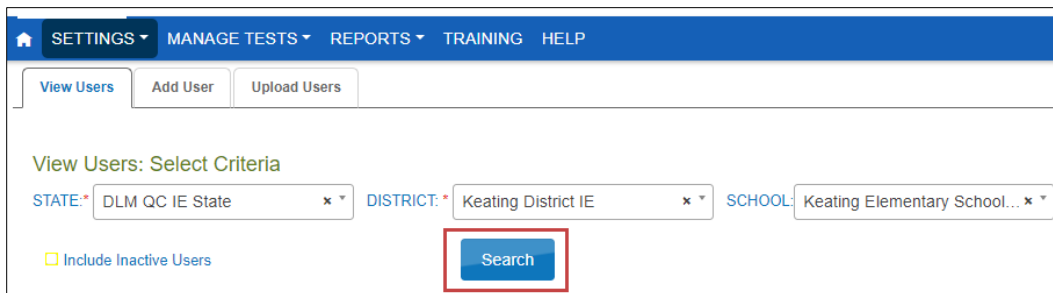 SETTINGS MANAGE TESTS REPORTS TRAINING HELP
View Users Add User Upload Users
View Users: Select Criteria
STATE:* DLM QC IE State × DISTRICT: * Keating District IE × SCHOOL: Keating Elementary School... ×
Include Inactive Users Search